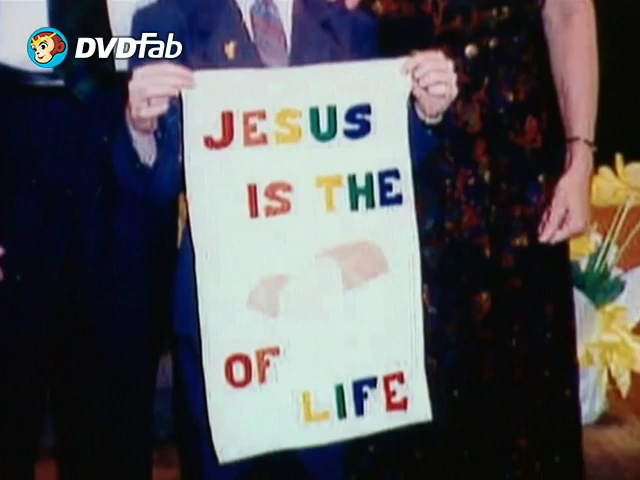 DVDFab
JESUS
IS THE
OF
LIFE